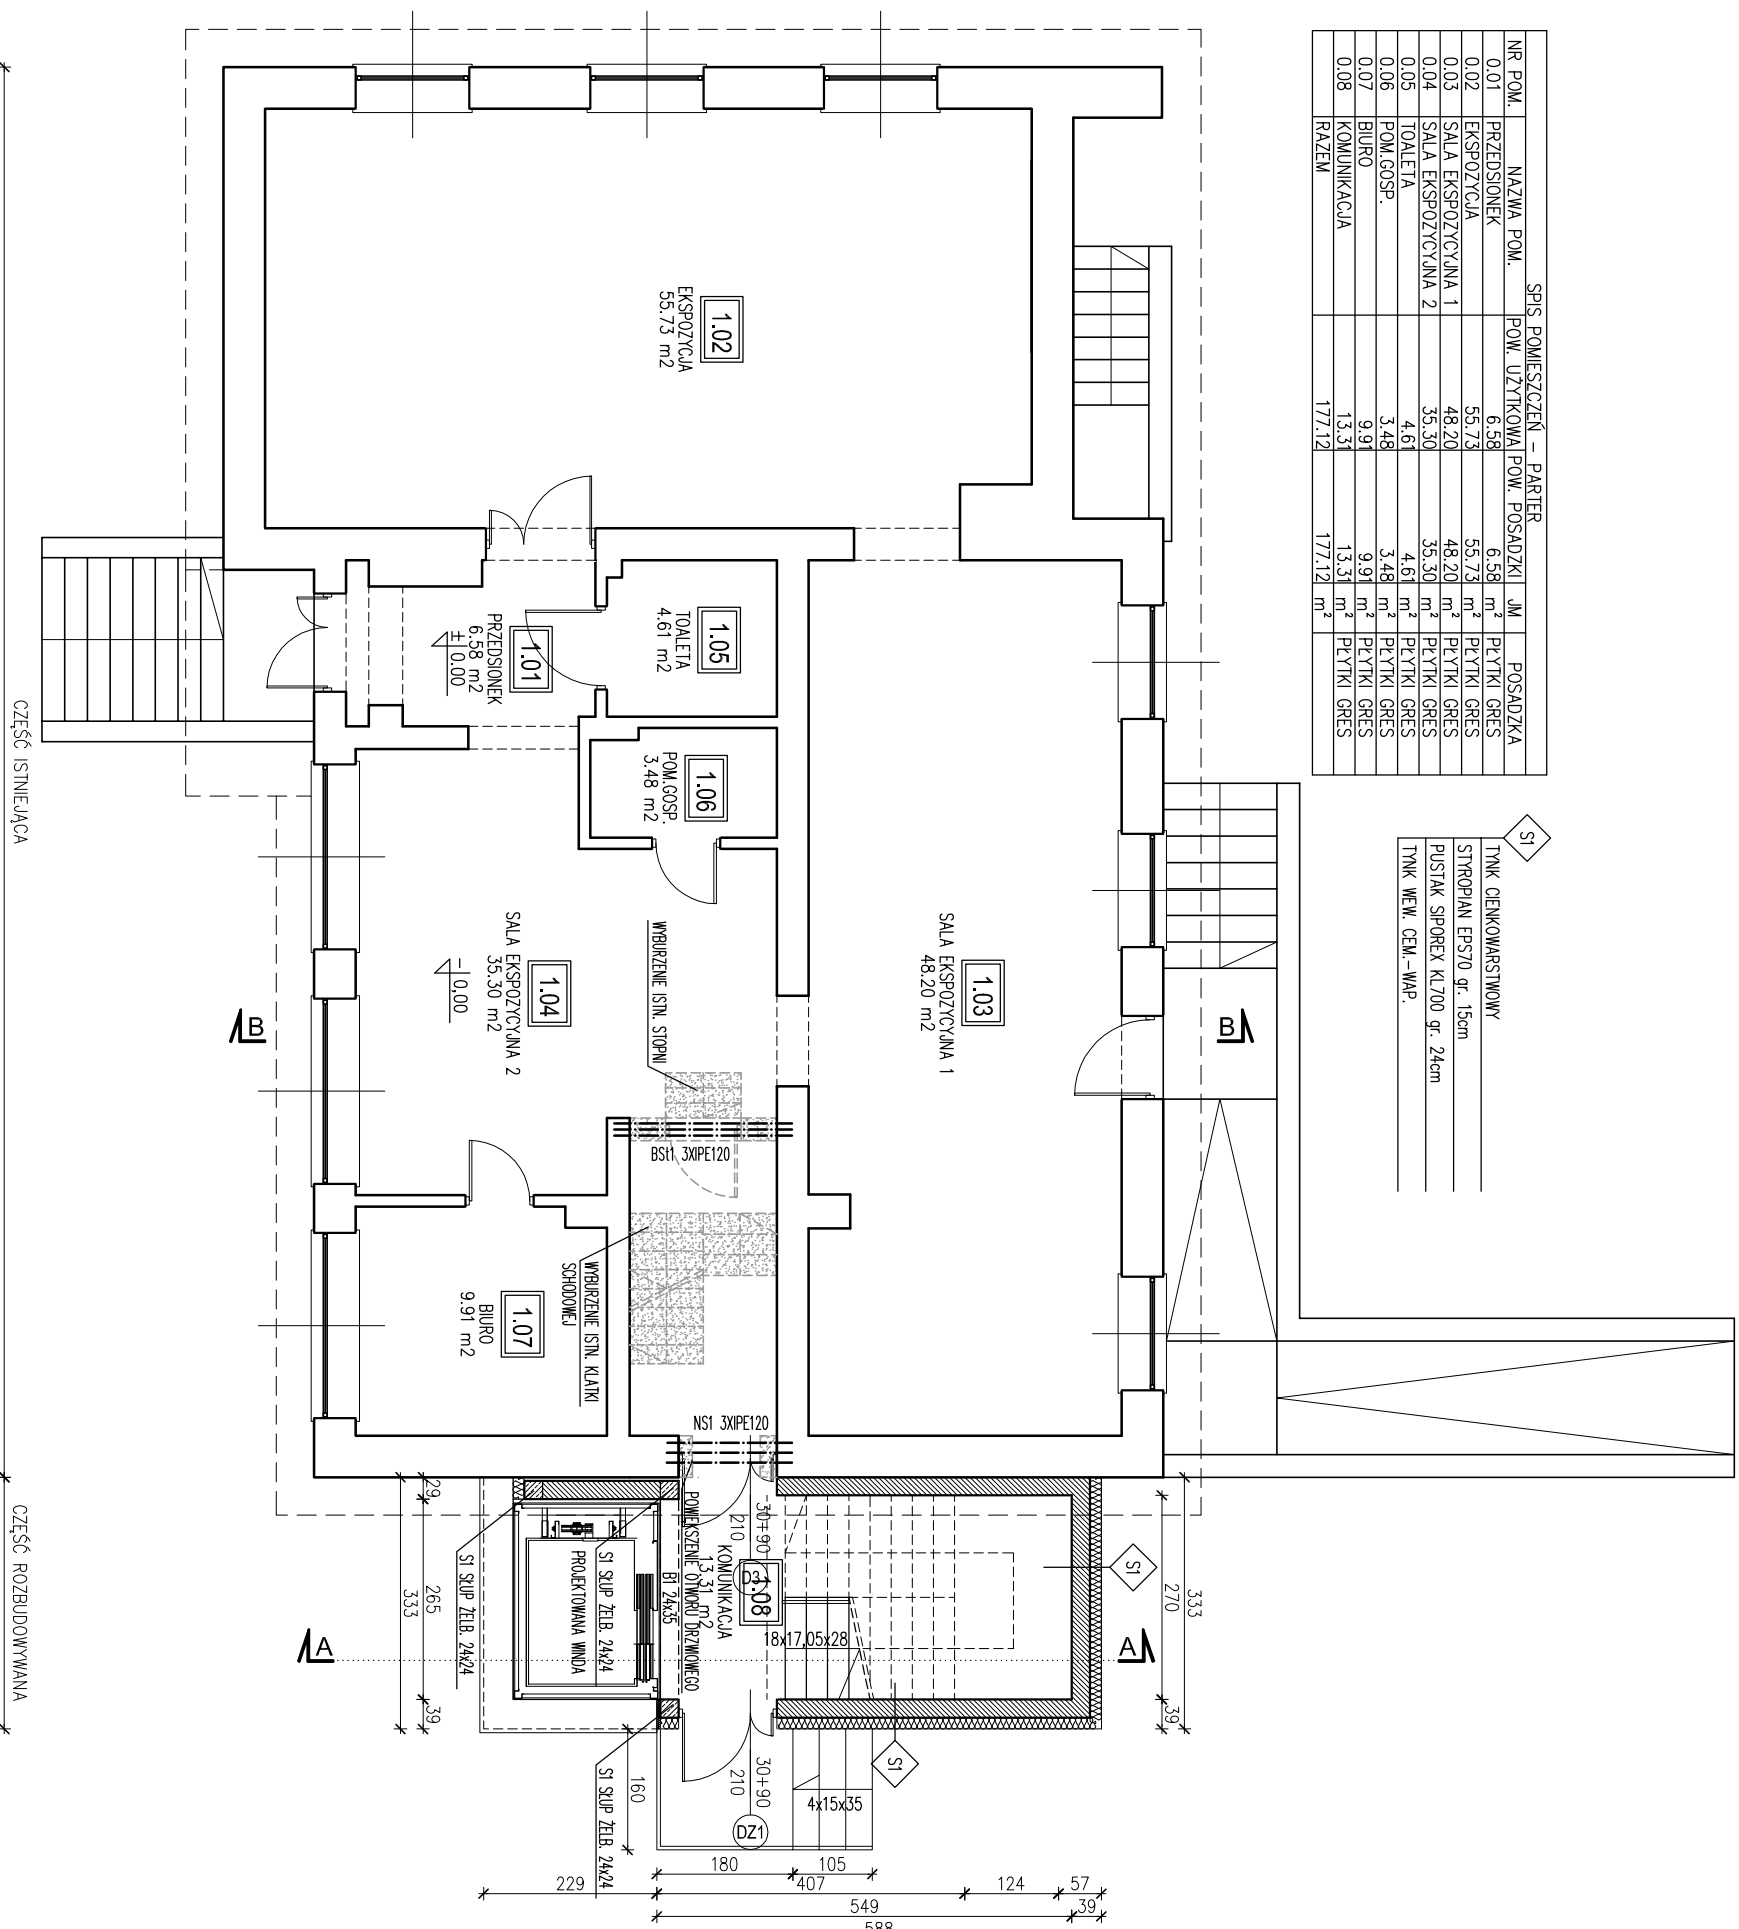 SPIS POMIESZCZEŃ – PARTER
NR POM. NAZWA POM. POW. UŻYTKOWA POW. POSADZKI JM POSADZKA
0.01 PRZEDSIONEK 6.58 6.58 m² PŁYTKI GRES
0.02 EKSPOZYCJA 55.73 55.73 m² PŁYTKI GRES
0.03 SALA EKSPOZYCYJNA 1 48.20 48.20 m² PŁYTKI GRES
0.04 SALA EKSPOZYCYJNA 2 35.30 35.30 m² PŁYTKI GRES
0.05 TOALETA 4.61 4.61 m² PŁYTKI GRES
0.06 POM.GOSP. 3.48 3.48 m² PŁYTKI GRES
0.07 BIURO 9.91 9.91 m² PŁYTKI GRES
0.08 KOMUNIKACJA 13.31 13.31 m² PŁYTKI GRES
RAZEM 177.12 177.12 m²
S1
TYNK CIENKOWARSTWOWY
STYROPIAN EPS70 gr. 15cm
PUSTAK SIPOREX KL700 gr. 24cm
TYNK WEW. CEM.-WAP.
1.02
EKSPOZYCJA
55.73 m2
1.05
TOALETA
4.61 m2
1.01
PRZEDSIONEK
6.58 m2
±0.00
1.06
POM.GOSP.
3.48 m2
1.03
SALA EKSPOZYCYJNA 1
48.20 m2
1.04
SALA EKSPOZYCYJNA 2
35.30 m2
-0,00
WYBURZENIE ISTN. STOPNI
B
B
BSt1 3XIPE120
WYBURZENIE ISTN. KLATKI
SCHODOWEJ
1.07
BIURO
9.91 m2
NS1 3XIPE120
POWIĘKSZENIE OTWORU DRZWIOWEGO
30+90
210
D3
1.08
KOMUNIKACJA
13.31 m2
B1 24x35
18x17,05x28
S1 SŁUP ŻELB. 24x24
PROJEKTOWANA WINDA
S1 SŁUP ŻELB. 24x24
S1 SŁUP ŻELB. 24x24
A
A
S1
S1
30+90
210
DZ1
4x15x35
29
265
39
333
333
270
39
160
180
105
229
407
124
57
549
39
588
CZĘŚĆ ISTNIEJĄCA
CZĘŚĆ ROZBUDOWYWANA